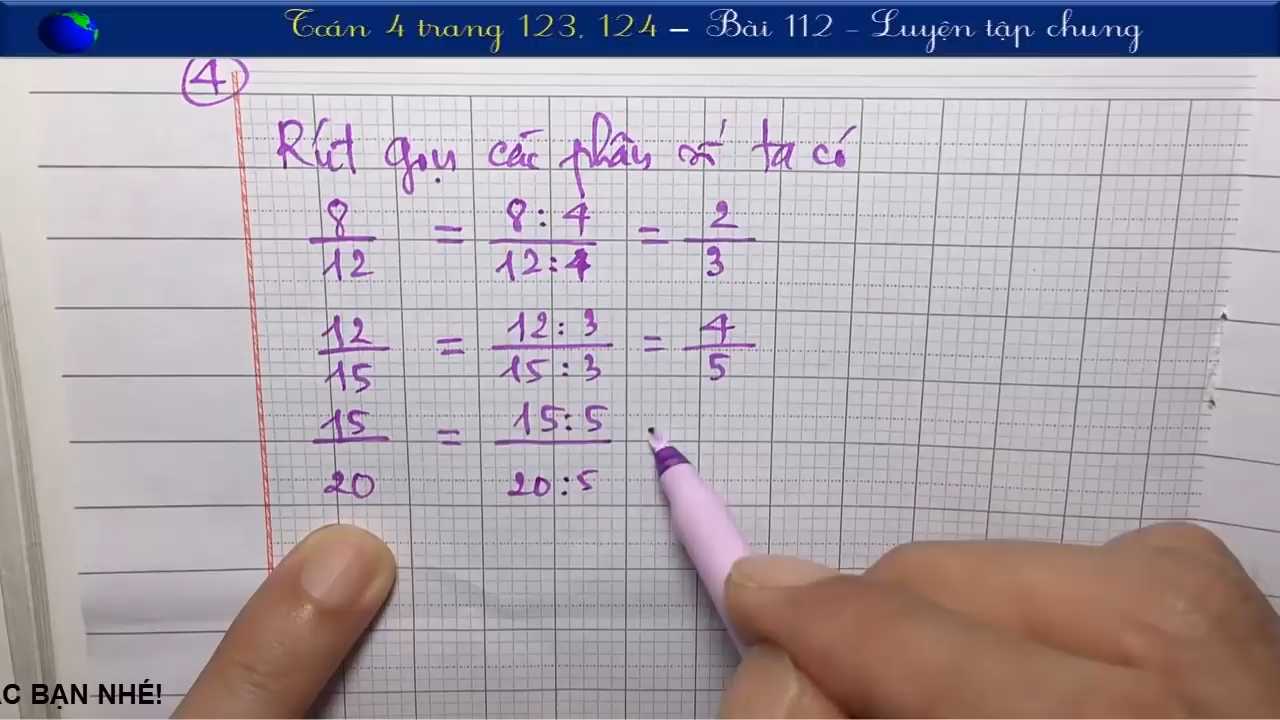 Toán 4 trang 123, 124 – Bài 112 - Luyện tập chung
4
Rút gọn các phân số ta có
8/12 = 8:4/12:4 = 2/3
12/15 = 12:3/15:3 = 4/5
15/20 = 15:5/20:5
ÁC BẠN NHÉ!